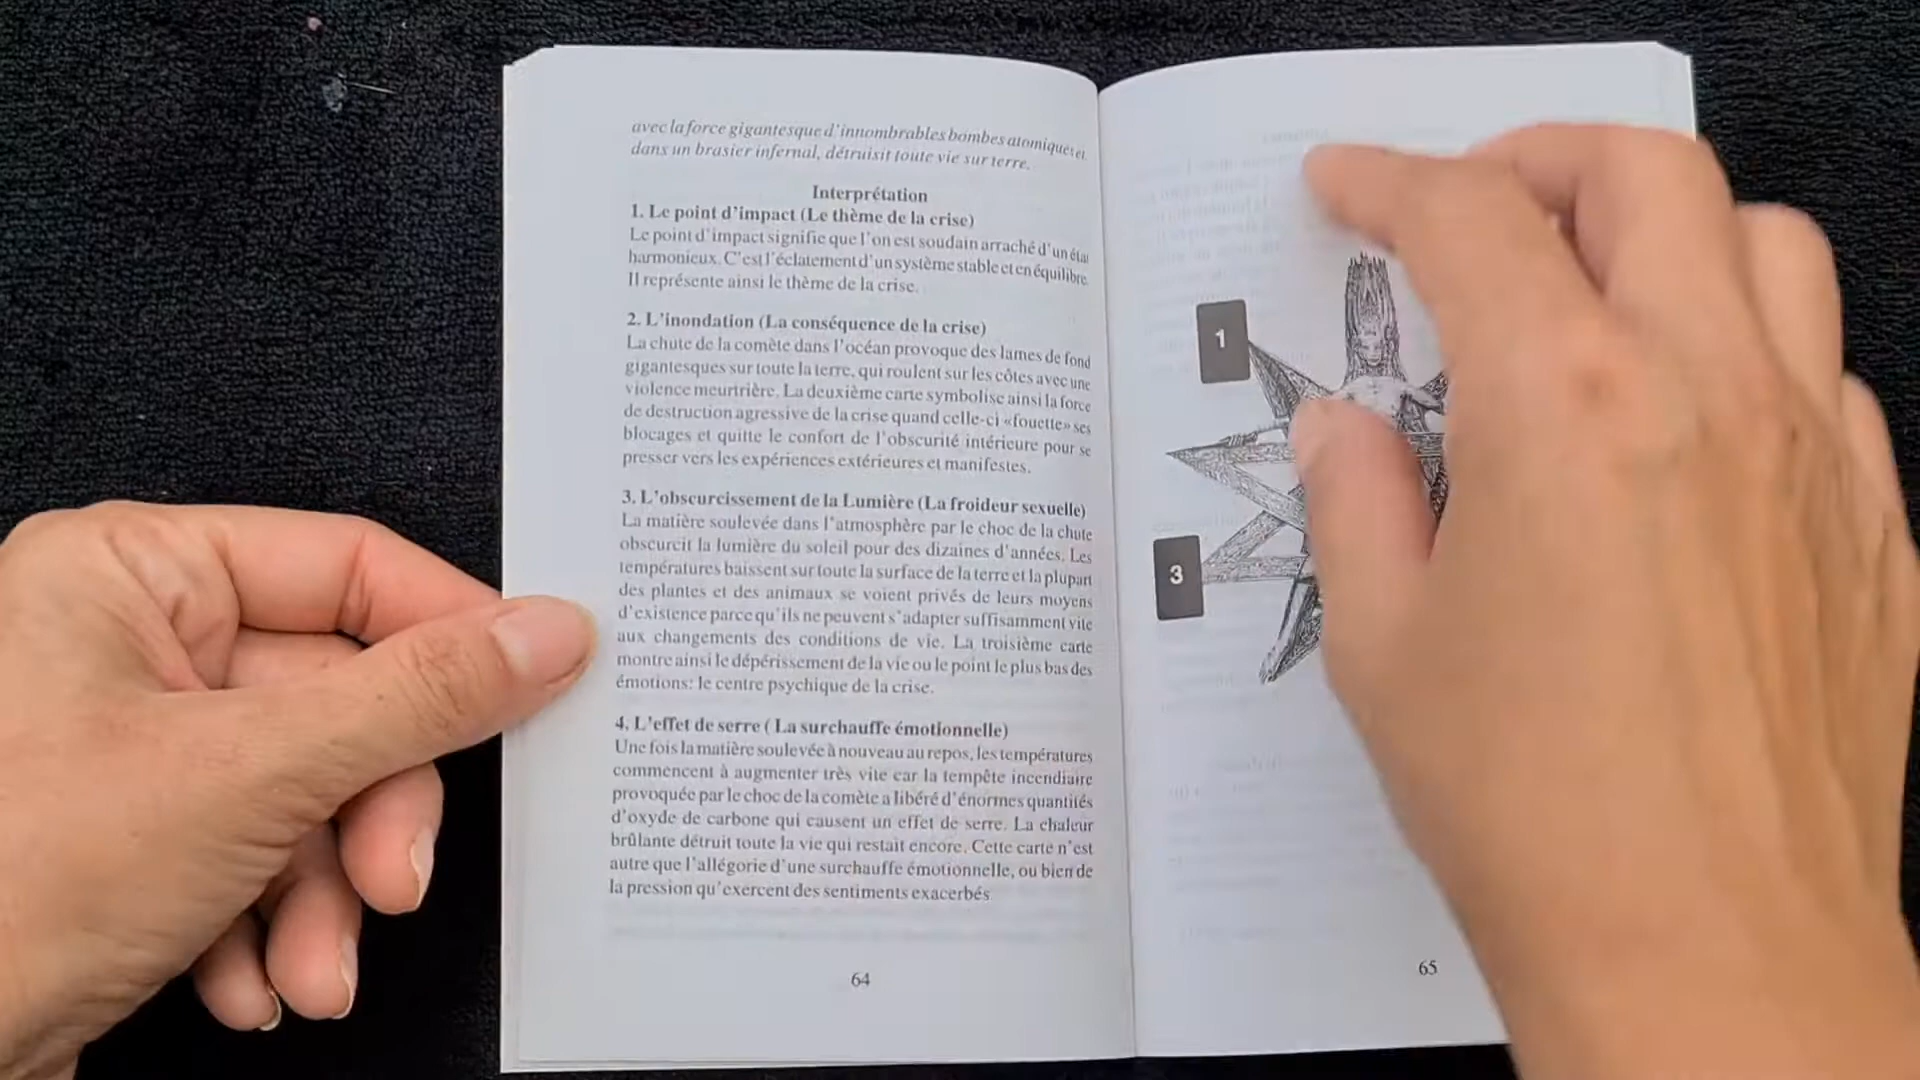 avec la force gigantesque d'innombrables bombes atomiques et
dans un brasier infernal, détruisit toute vie sur terre.
Interprétation
1. Le point d'impact (Le thème de la crise)
Le point d'impact signifie que l'on est soudain arraché d'un état
harmonieux. C'est l'éclatement d'un système stable et en équilibre.
Il représente ainsi le thème de la crise.
2. L'inondation (La conséquence de la crise)
La chute de la comète dans l'océan provoque des lames de fond
gigantesques sur toute la terre, qui roulent sur les côtes avec une
violence meurtrière. La deuxième carte symbolise ainsi la force
de destruction agressive de la crise quand celle-ci «fouette» ses
blocages et quitte le confort de l'obscurité intérieure pour se
presser vers les expériences extérieures et manifestes.
3. L'obscurcissement de la Lumière (La froideur sexuelle)
La matière soulevée dans l'atmosphère par le choc de la chute
obscurcit la lumière du soleil pour des dizaines d'années. Les
températures baissent sur toute la surface de la terre et la plupart
des plantes et des animaux se voient privés de leurs moyens
d'existence parce qu'ils ne peuvent s'adapter suffisamment vite
aux changements des conditions de vie. La troisième carte
montre ainsi le dépérissement de la vie ou le point le plus bas des
émotions: le centre psychique de la crise.
4. L'effet de serre ( La surchauffe émotionnelle)
Une fois la matière soulevée à nouveau au repos, les températures
commencent à augmenter très vite car la tempête incendiaire
provoquée par le choc de la comète a libéré d'énormes quantités
d'oxyde de carbone qui causent un effet de serre. La chaleur
brûlante détruit toute la vie qui restait encore. Cette carte n'est
autre que l'allégorie d'une surchauffe émotionnelle, ou bien de
la pression qu'exercent des sentiments exacerbés
64
1
3
65